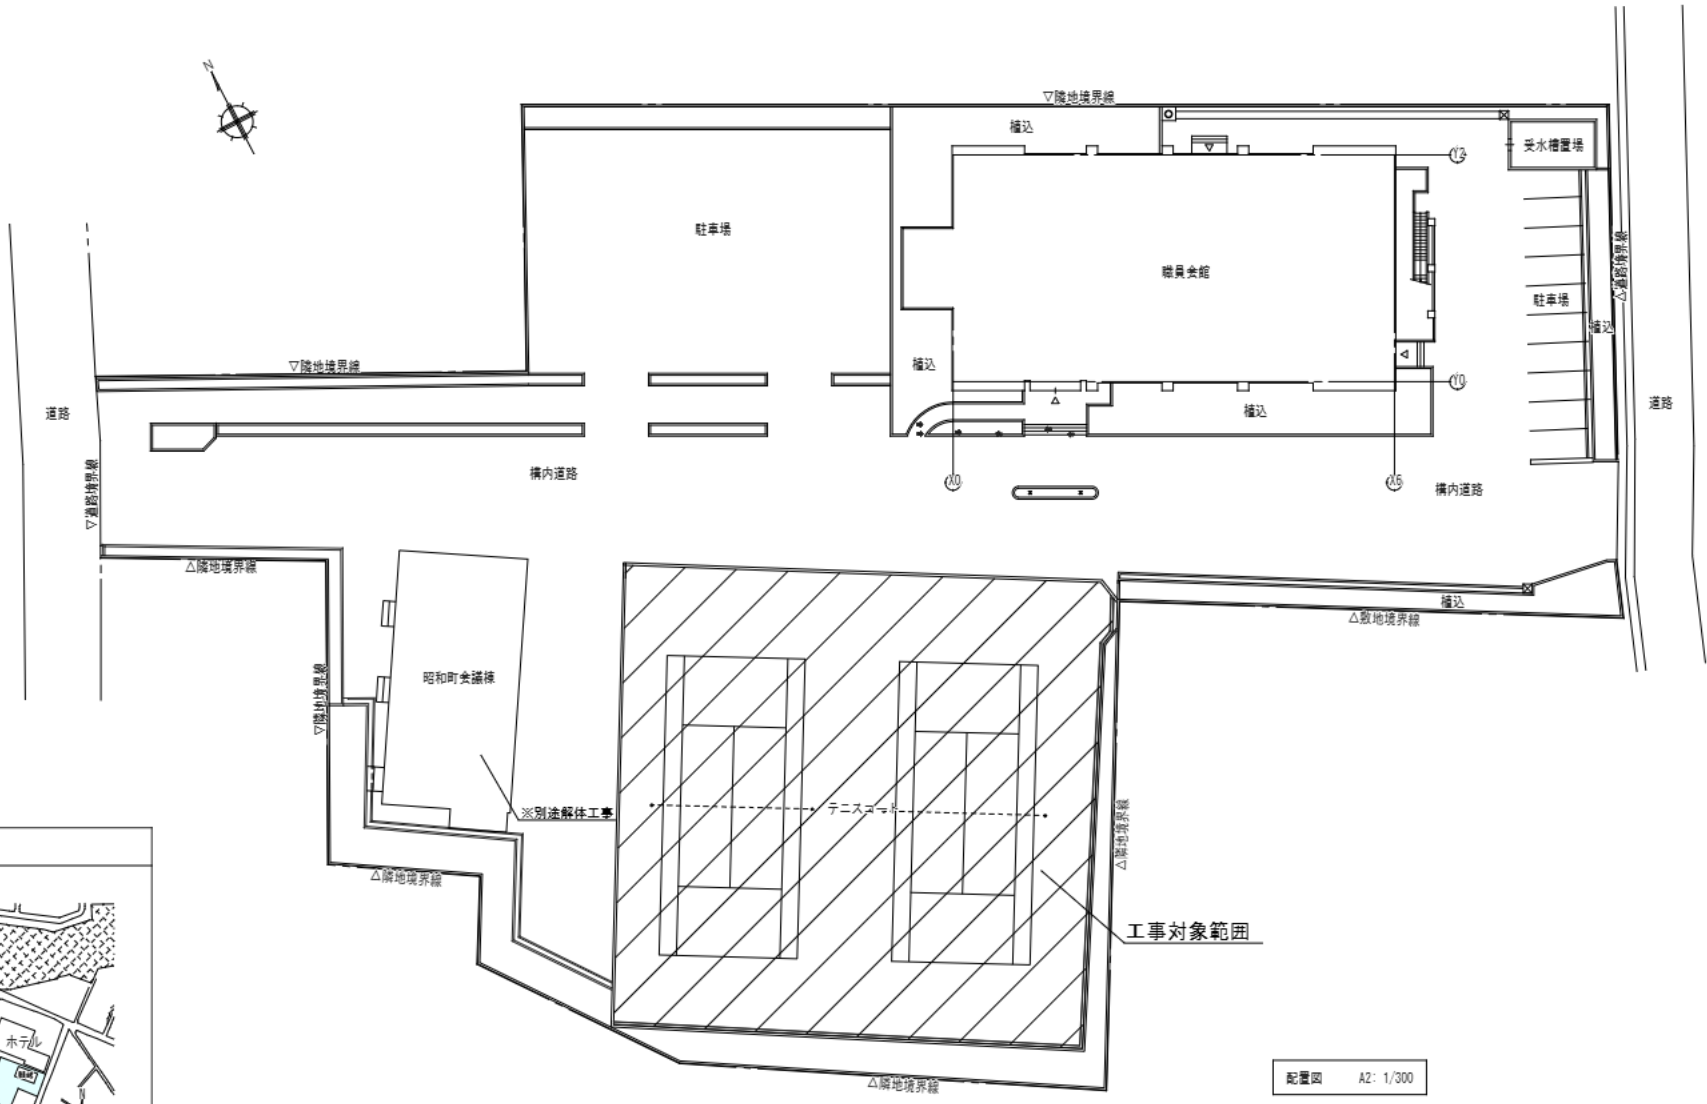 N
▽隣地境界線
植込
受水槽置場
Y2
駐車場
職員会館
△道路境界線
駐車場
植込
▽隣地境界線
植込
Y0
道路
植込
道路
▽道路境界線
構内道路
X0
X6
構内道路
△隣地境界線
植込
△敷地境界線
昭和町会議棟
▽隣地境界線
※別途解体工事
テニスコート
△隣地境界線
△隣地境界線
工事対象範囲
ホテル
N
△隣地境界線
配置図 A2: 1/300